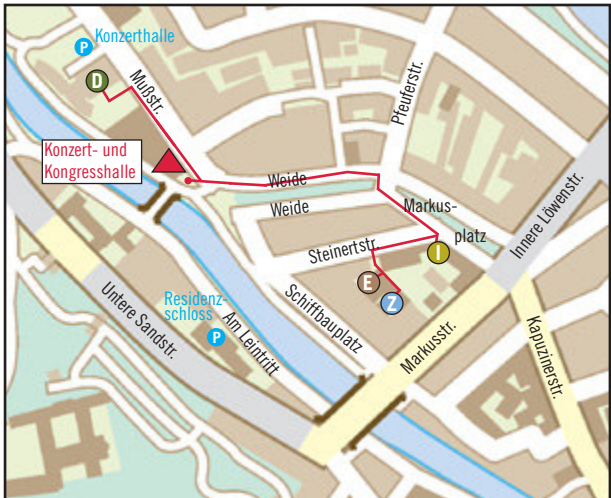 P Konzerthalle
D
Mußstr.
Pfeuferstr.
Konzert- und
Kongresshalle
Weide
Weide
Markus-
platz
Innere Löwenstr.
Steinertstr.
I
E
Z
Residenz-
schloss
P
Am Leintritt
Schiffbauplatz
Untere Sandstr.
Markusstr.
Kapuzinerstr.